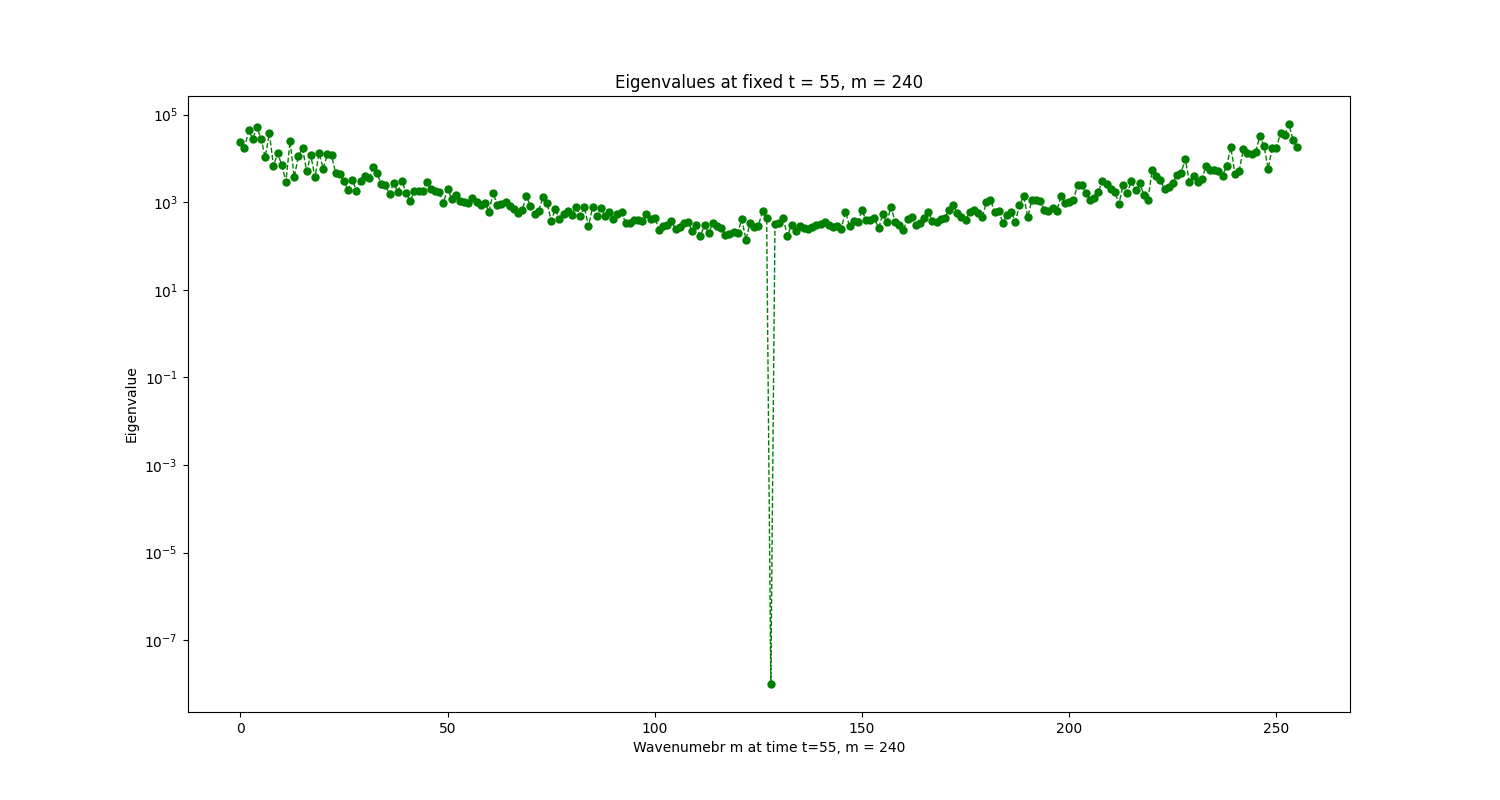 Eigenvalues at fixed t = 55, m = 240
10^5
10^3
10^1
10^-1
10^-3
10^-5
10^-7
Eigenvalue
0 50 100 150 200 250
Wavenumebr m at time t=55, m = 240